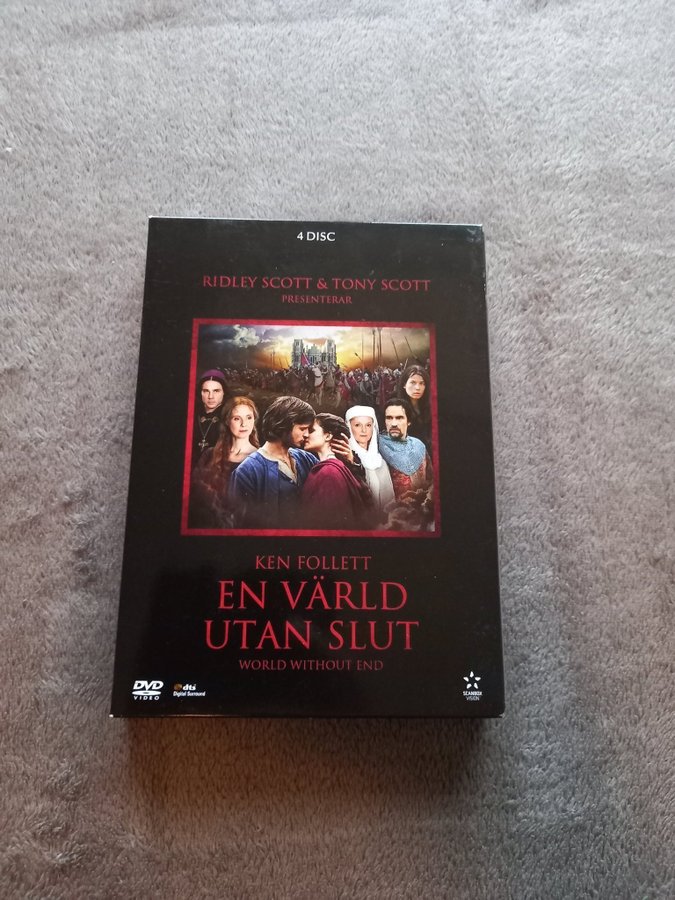 4 DISC
RIDLEY SCOTT & TONY SCOTT
PRESENTERAR
KEN FOLLETT
EN VÄRLD
UTAN SLUT
WORLD WITHOUT END
DVD
VIDEO
dts
Digital Surround
SCANBOX
VISION